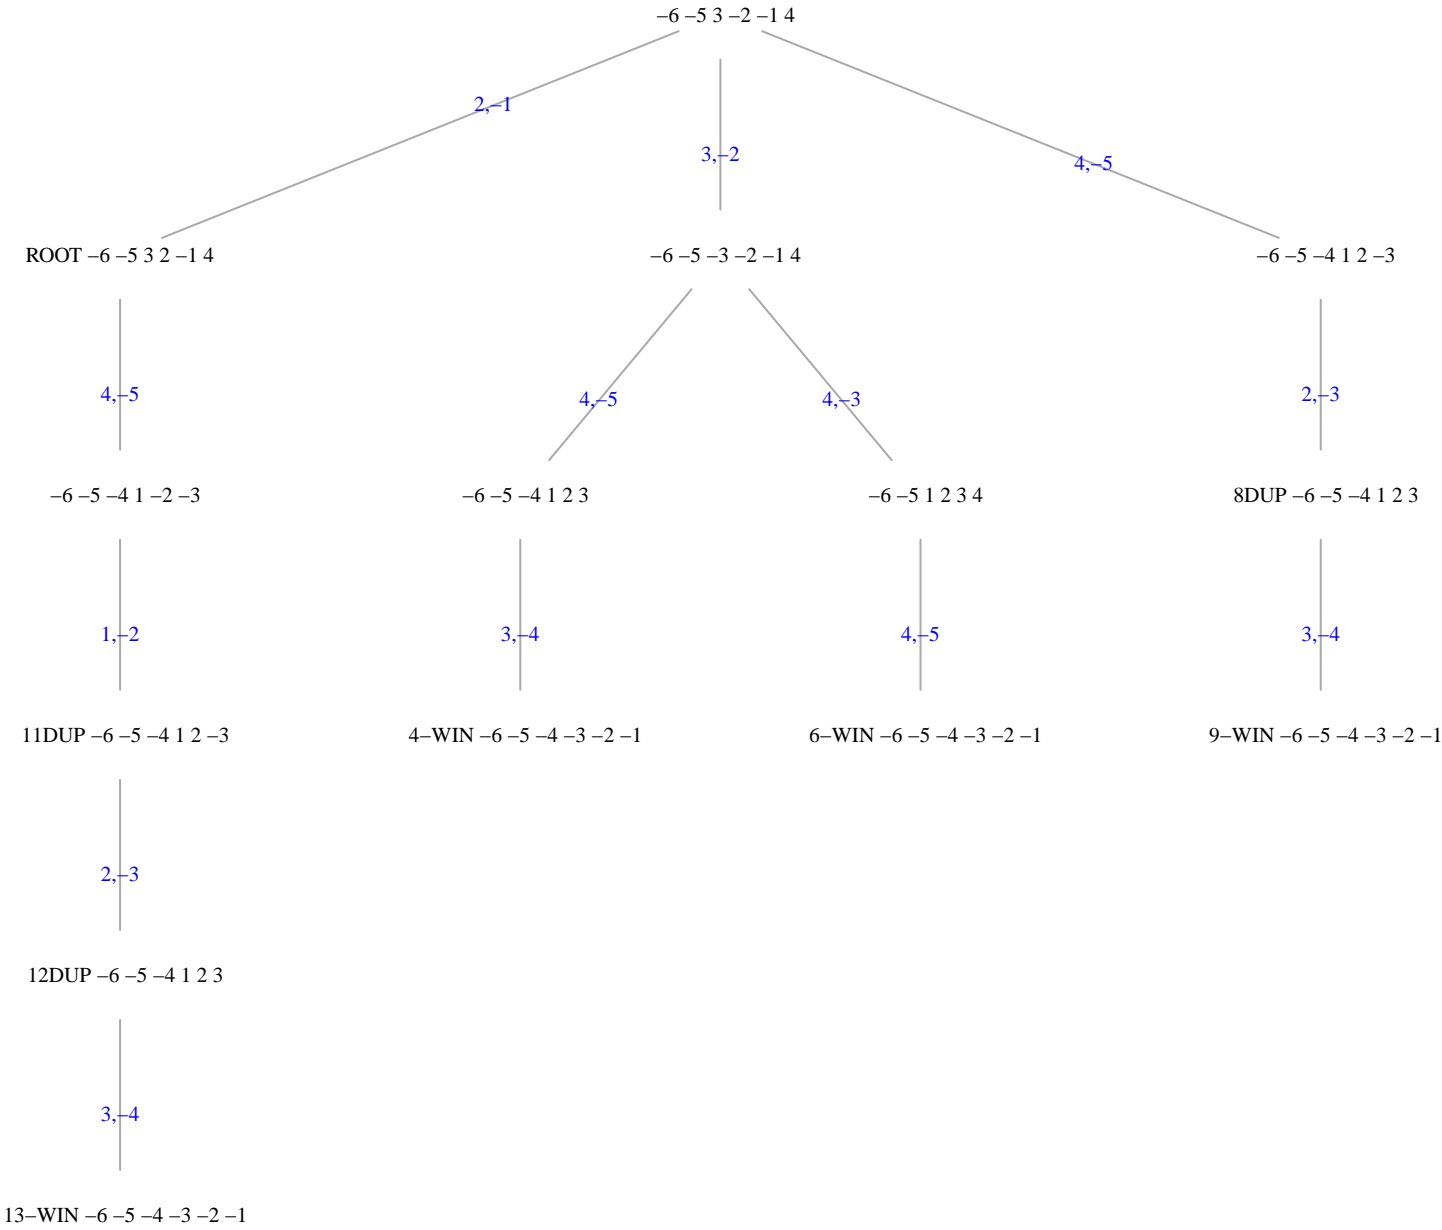 −6 −5 3 −2 −1 4
2,−1
3,−2
4,−5
ROOT −6 −5 3 2 −1 4
−6 −5 −3 −2 −1 4
−6 −5 −4 1 2 −3
4,−5
4,−5
4,−3
2,−3
−6 −5 −4 1 −2 −3
−6 −5 −4 1 2 3
−6 −5 1 2 3 4
8DUP −6 −5 −4 1 2 3
1,−2
3,−4
4,−5
3,−4
11DUP −6 −5 −4 1 2 −3
4−WIN −6 −5 −4 −3 −2 −1
6−WIN −6 −5 −4 −3 −2 −1
9−WIN −6 −5 −4 −3 −2 −1
2,−3
12DUP −6 −5 −4 1 2 3
3,−4
13−WIN −6 −5 −4 −3 −2 −1